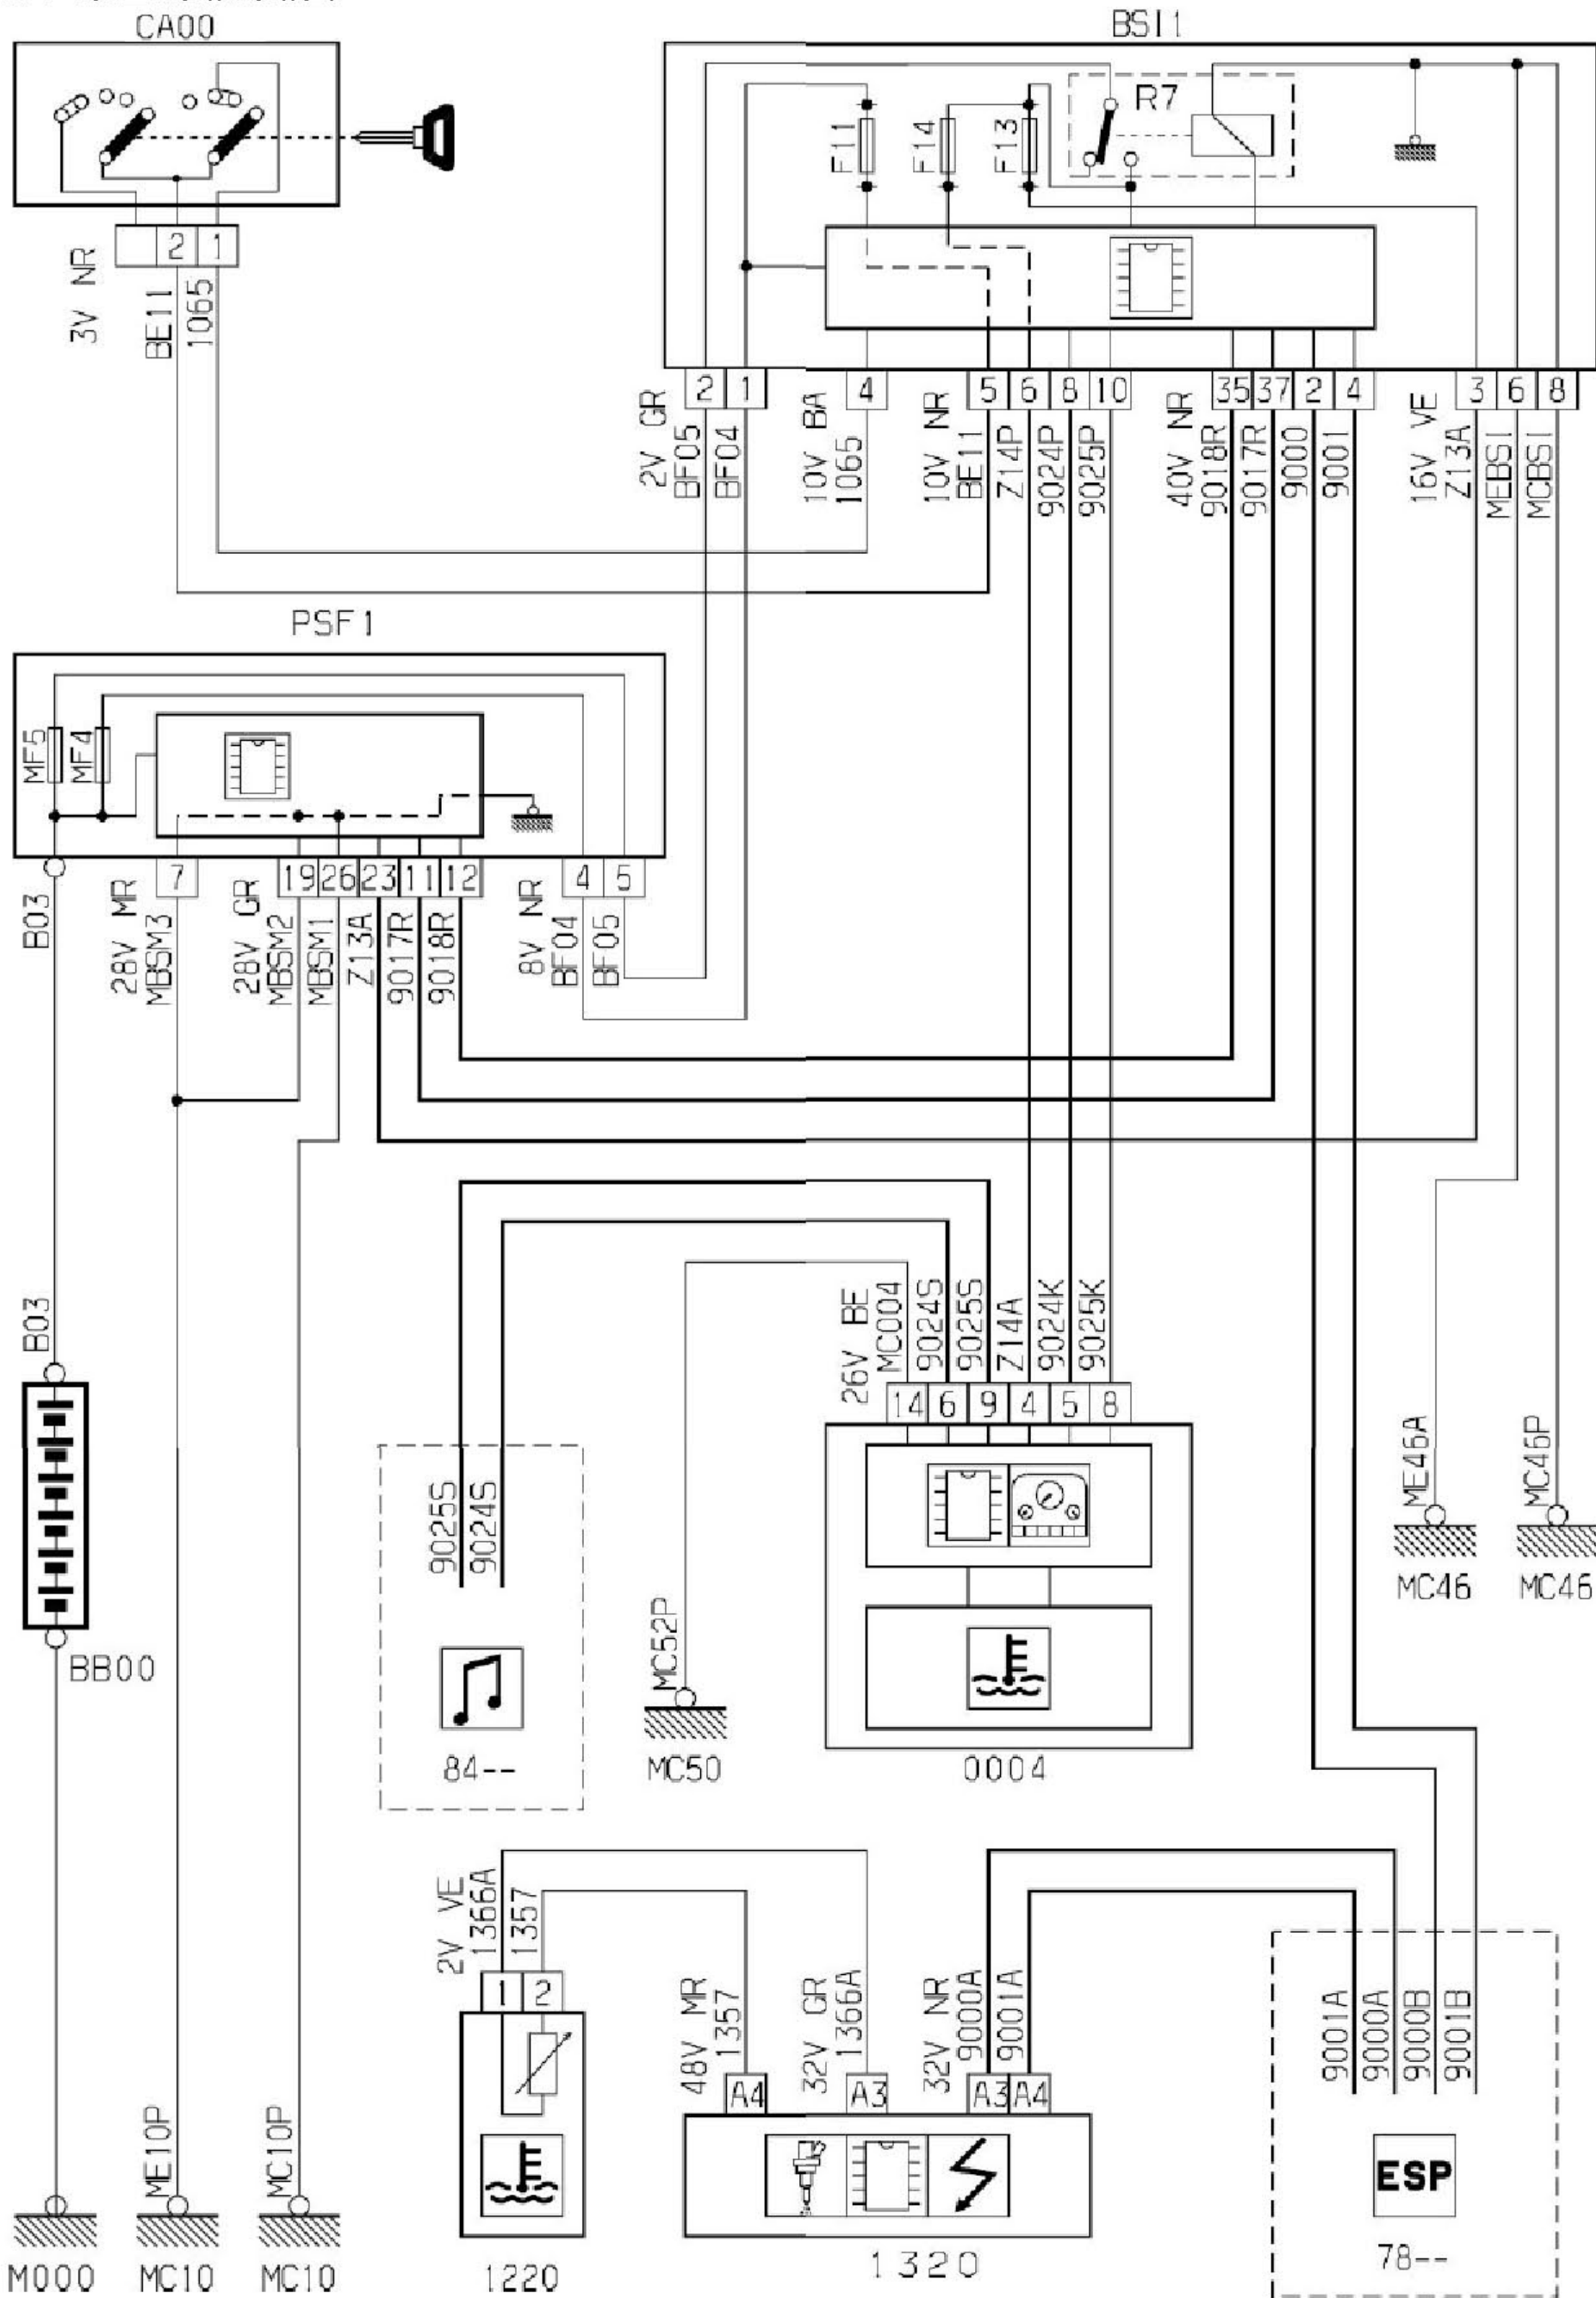 CA00
BSI1
R7
F11
F14
F13
2 1
3V NR
BE11
1065
2 1 4 5 6 8 10 35 37 2 4 3 6 8
2V GR
BF05
BF04
10V BA
1065
10V NR
BE11
Z14P
9024P
9025P
40V NR
9018R
9017R
9000
9001
16V VE
Z13A
MEBSI
MCBSI
PSF1
MF5
MF4
7 19 26 23 11 12 4 5
B03
28V MR
MBSM3
28V GR
MBSM2
MBSM1
Z13A
9017R
9018R
8V NR
BF04
BF05
B03
26V BE
MC004
9024S
9025S
Z14A
9024K
9025K
14 6 9 4 5 8
9025S
9024S
ME46A
MC46P
MC46
MC46
BB00
MC52P
84--
MC50
0004
2V VE
1366A
1357
1 2
48V MR
1357
32V GR
1366A
32V NR
9000A
9001A
9001A
9000A
9000B
9001B
A4 A3 A3 A4
ME10P
MC10P
ESP
M000
MC10
MC10
1220
1320
78--